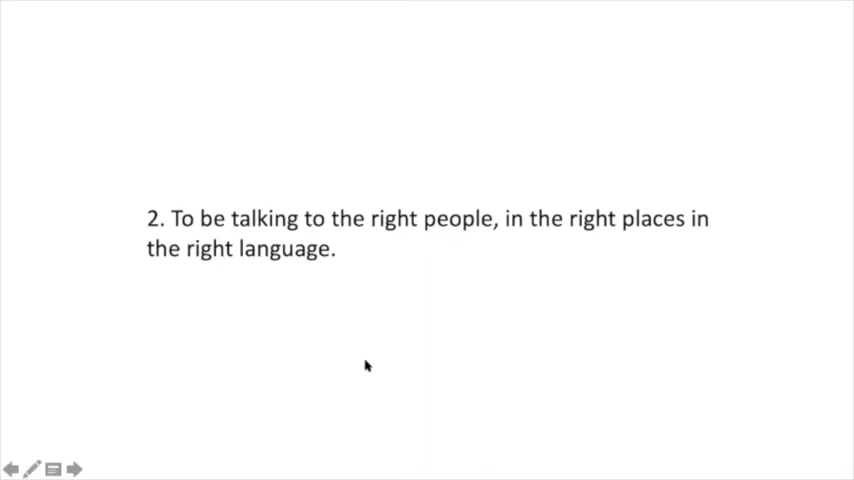 2. To be talking to the right people, in the right places in
the right language.